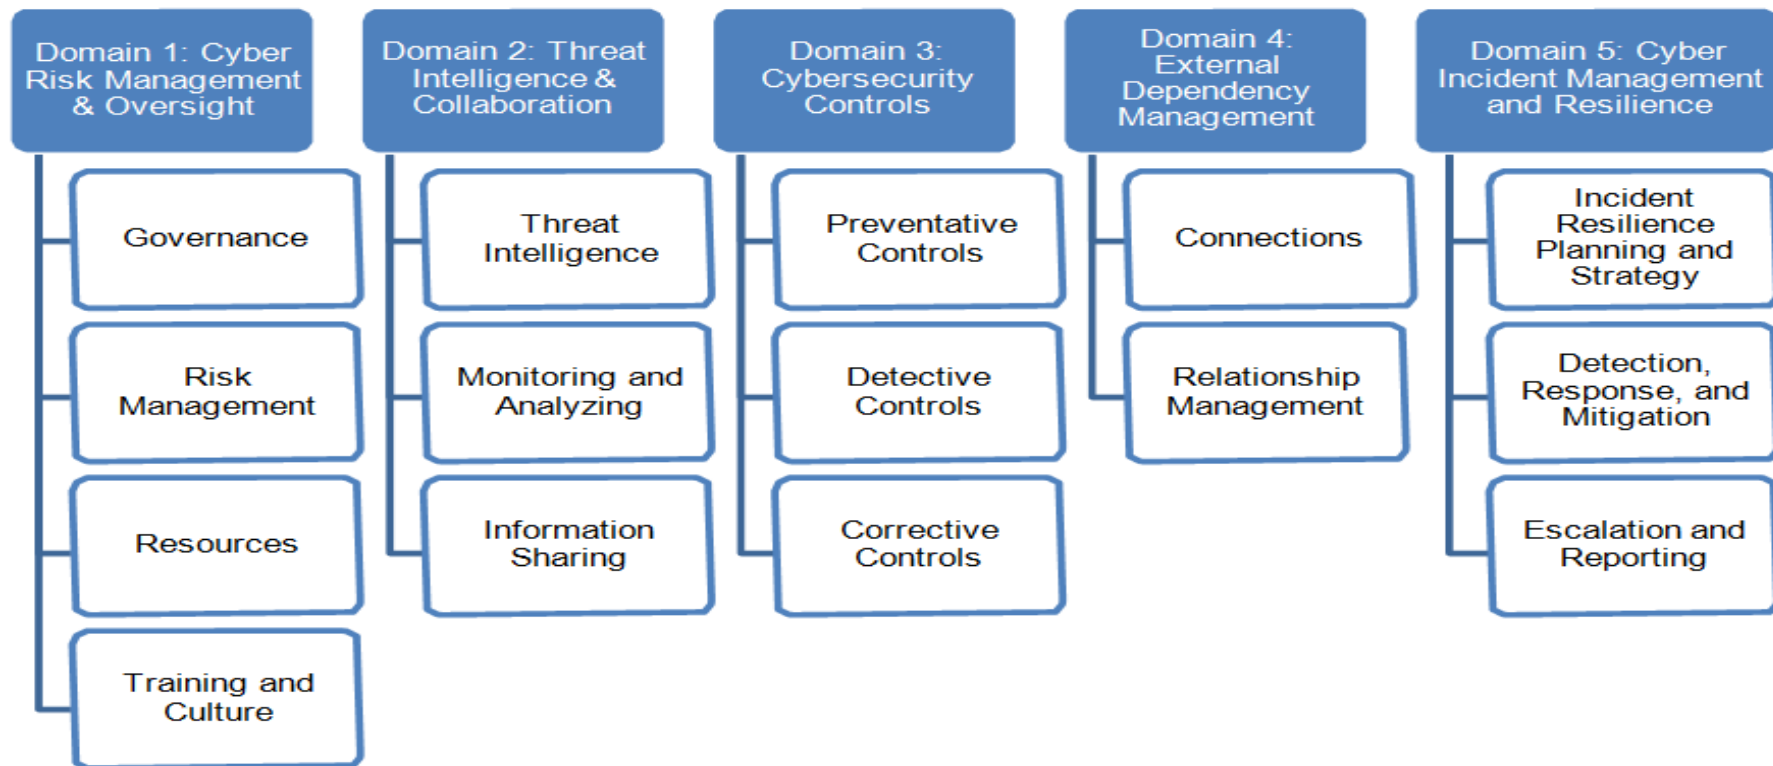 Domain 1: Cyber
Risk Management
& Oversight
Governance
Risk
Management
Resources
Training and
Culture
Domain 2: Threat
Intelligence &
Collaboration
Threat
Intelligence
Monitoring and
Analyzing
Information
Sharing
Domain 3:
Cybersecurity
Controls
Preventative
Controls
Detective
Controls
Corrective
Controls
Domain 4:
External
Dependency
Management
Connections
Relationship
Management
Domain 5: Cyber
Incident Management
and Resilience
Incident
Resilience
Planning and
Strategy
Detection,
Response, and
Mitigation
Escalation and
Reporting